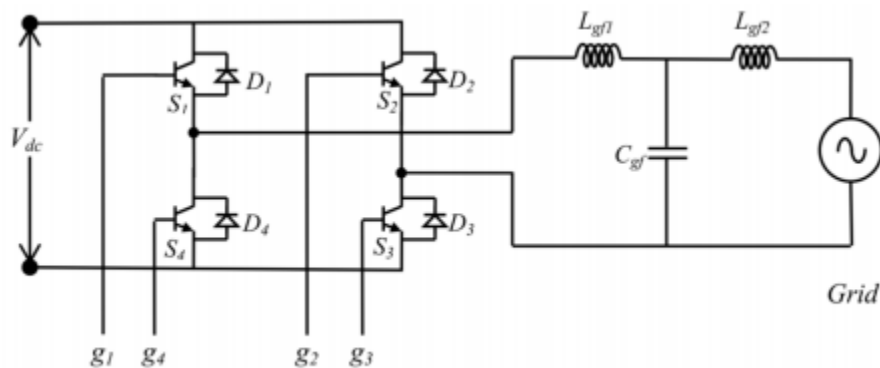 L_gf1
L_gf2
D_1
D_2
S_1
S_2
V_dc
C_gf
D_4
D_3
S_4
S_3
Grid
g_1
g_4
g_2
g_3